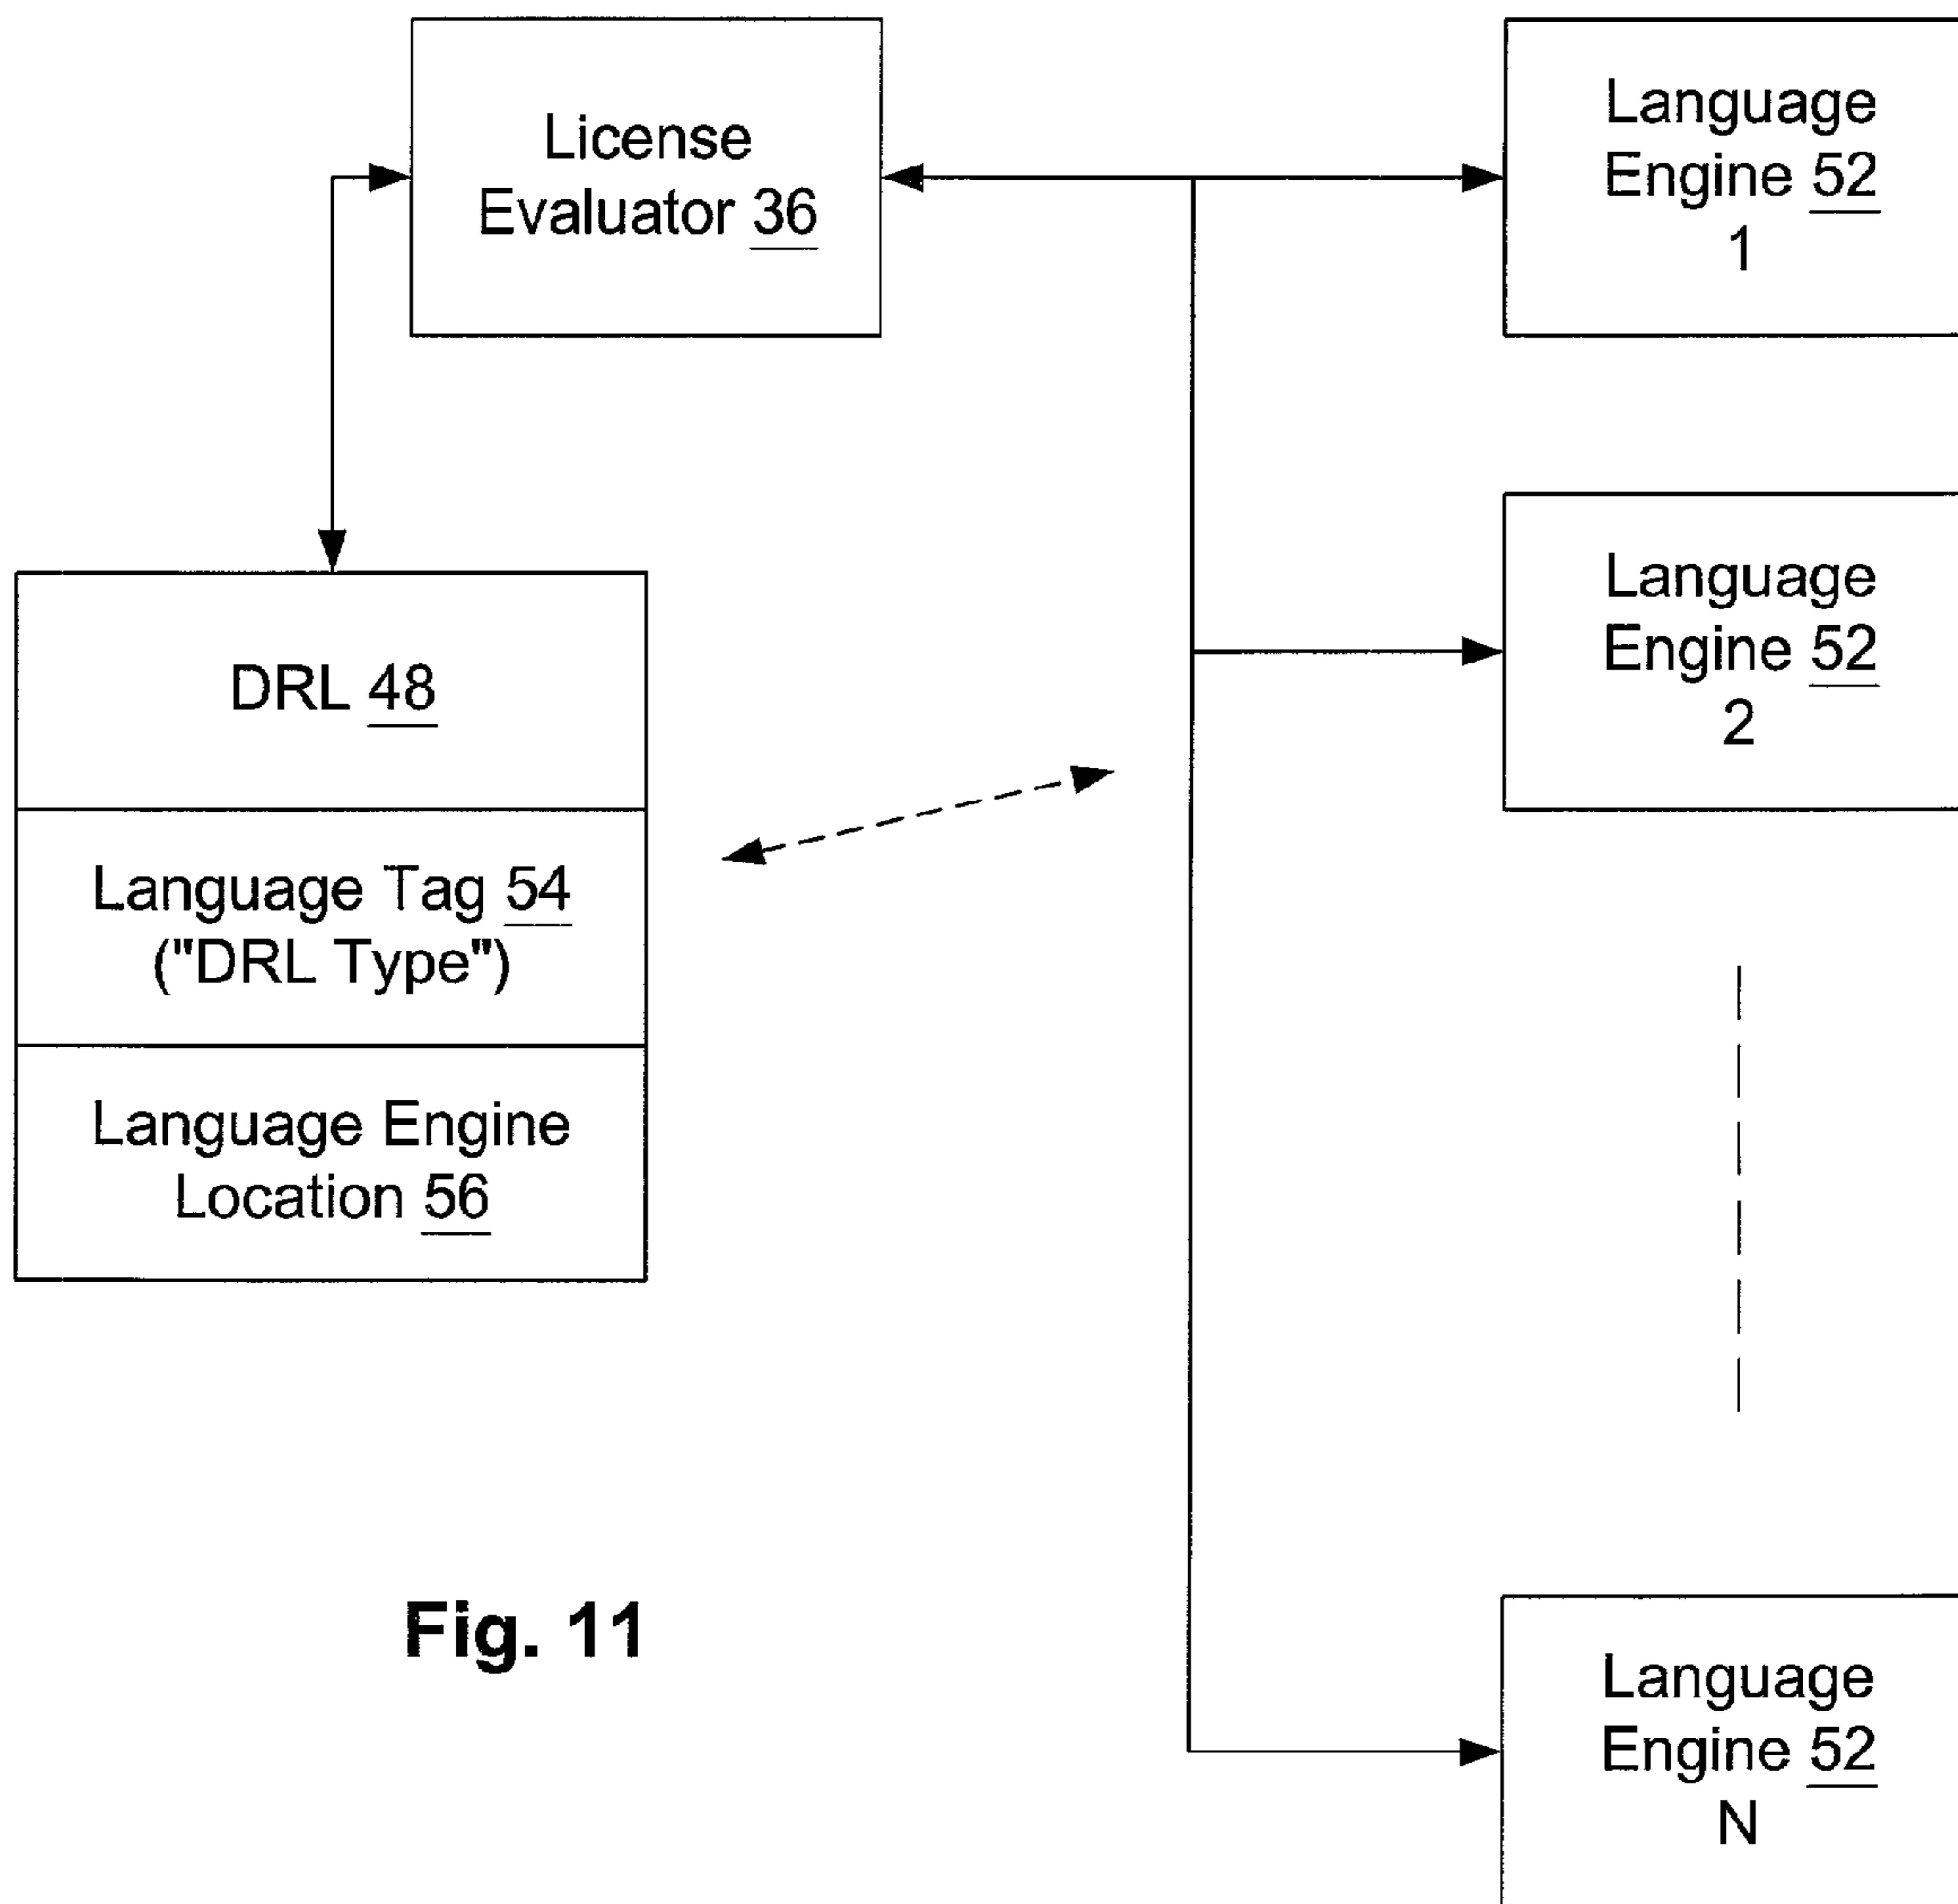 License
Evaluator 36
Language
Engine 52
1
Language
Engine 52
2
DRL 48
Language Tag 54
("DRL Type")
Language Engine
Location 56
Fig. 11
Language
Engine 52
N